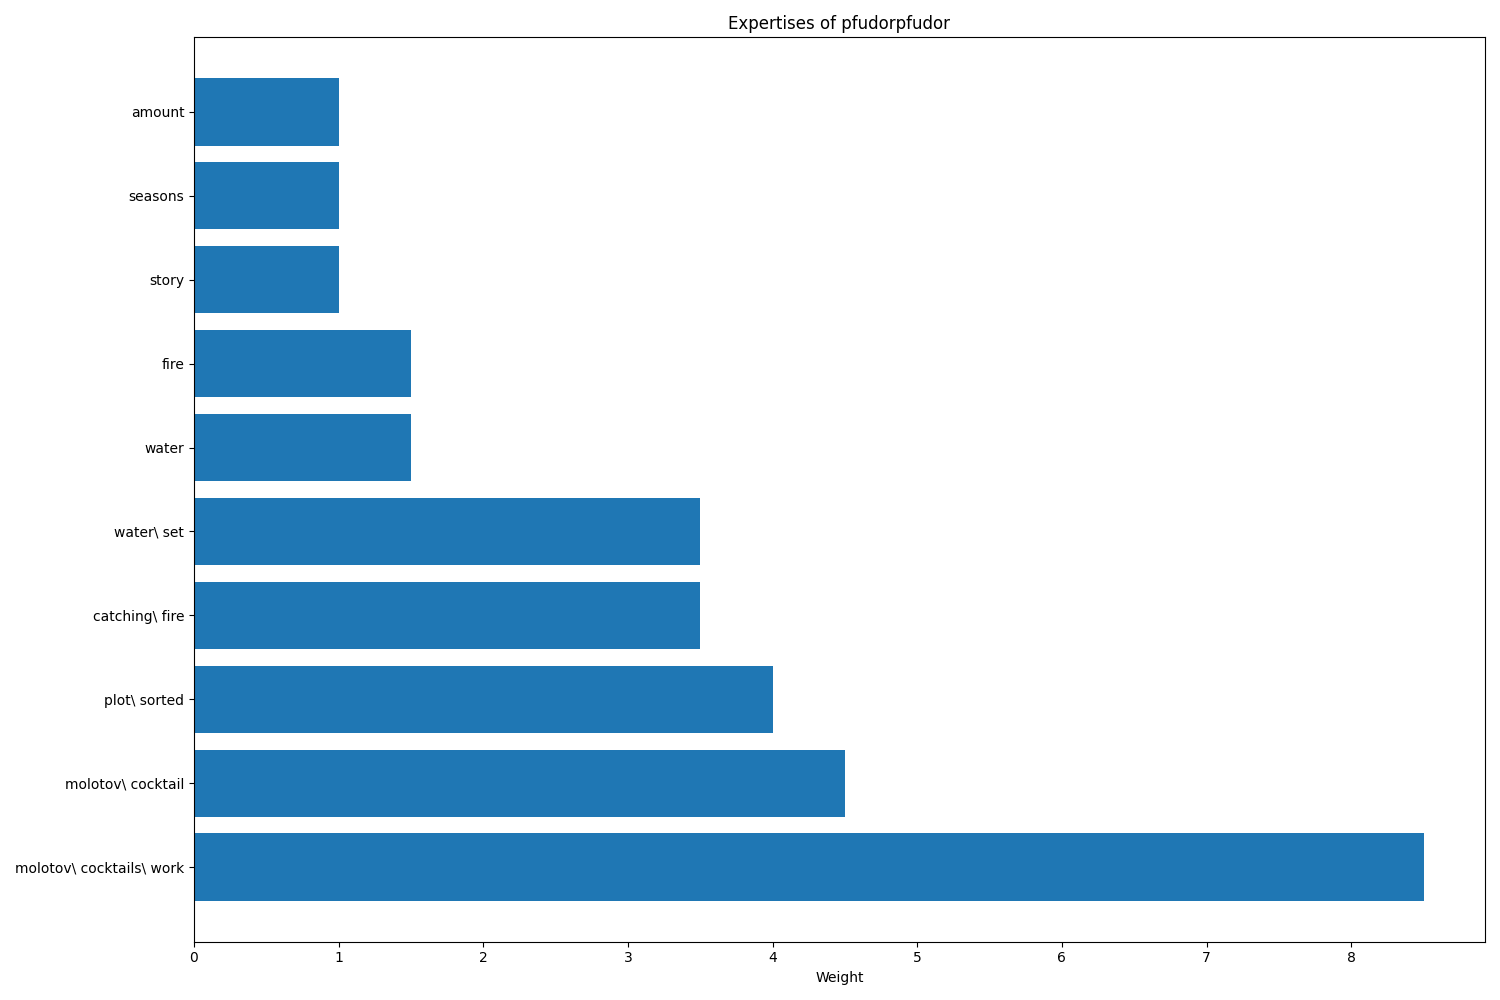 Expertises of pfudorpfudor
amount
seasons
story
fire
water
water\ set
catching\ fire
plot\ sorted
molotov\ cocktail
molotov\ cocktails\ work
0 1 2 3 4 5 6 7 8
Weight